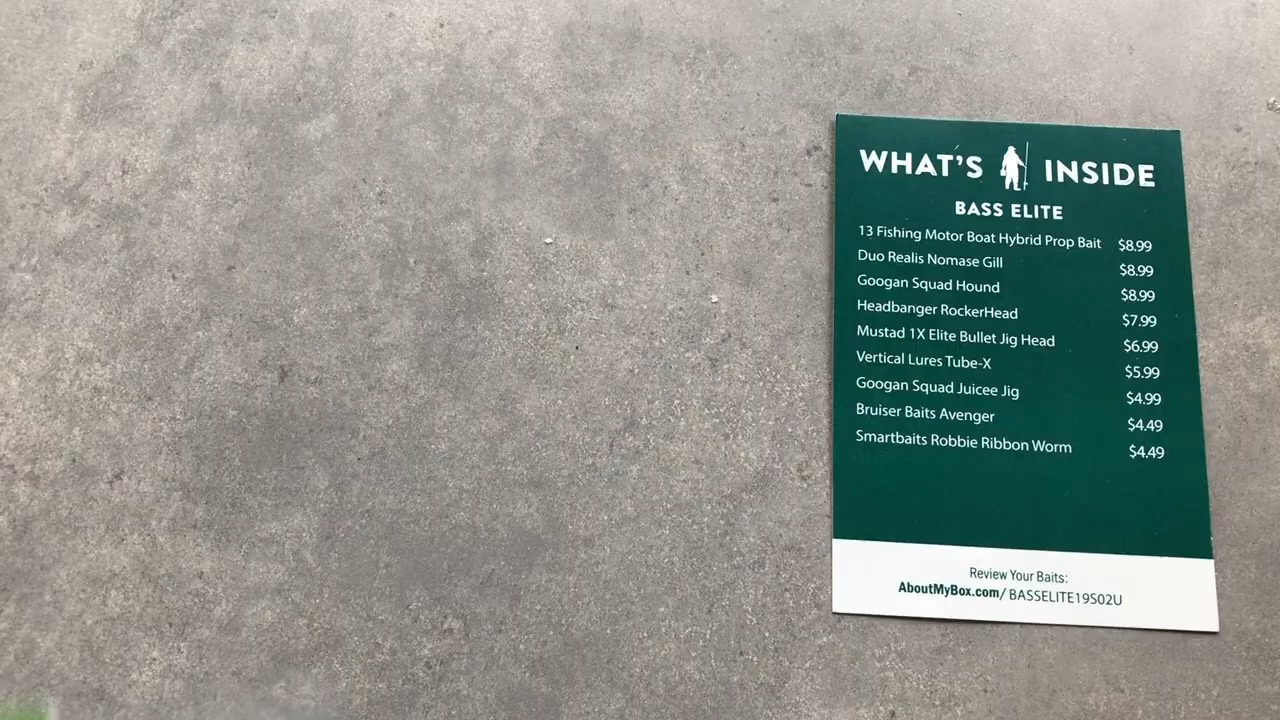 WHAT'S INSIDE
BASS ELITE
13 Fishing Motor Boat Hybrid Prop Bait $8.99
Duo Realis Nomase Gill $8.99
Googan Squad Hound $8.99
Headbanger RockerHead $7.99
Mustad 1X Elite Bullet Jig Head $6.99
Vertical Lures Tube-X $5.99
Googan Squad Juicee Jig $4.99
Bruiser Baits Avenger $4.49
Smartbaits Robbie Ribbon Worm $4.49
Review Your Baits:
AboutMyBox.com/ BASSELITE19S02U